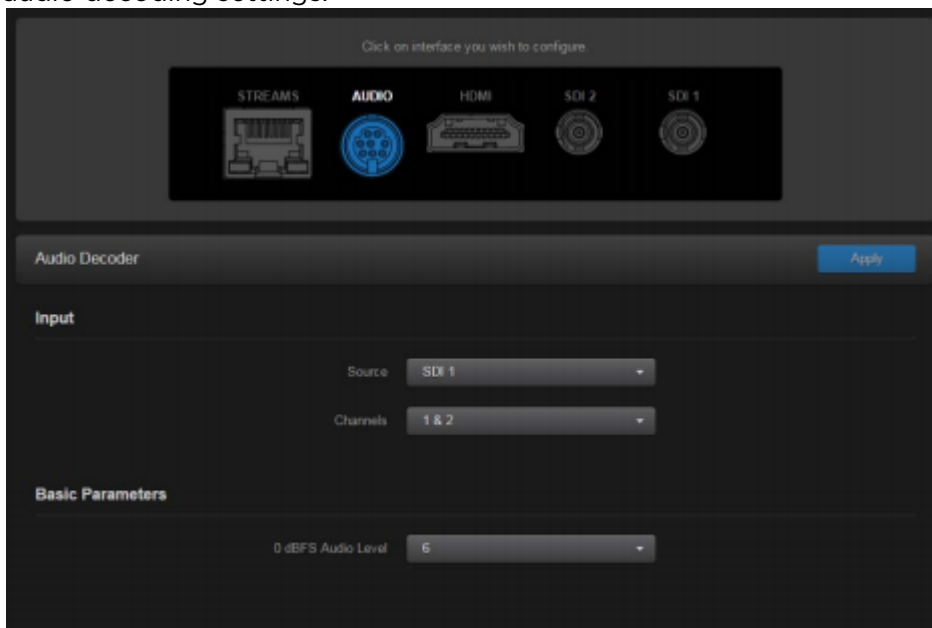 audio decoding settings.
Click on interface you wish to configure.
STREAMS AUDIO HDMI SDI 2 SDI 1
Audio Decoder Apply
Input
Source SDI 1
Channels 1 & 2
Basic Parameters
0 dBFS Audio Level 6